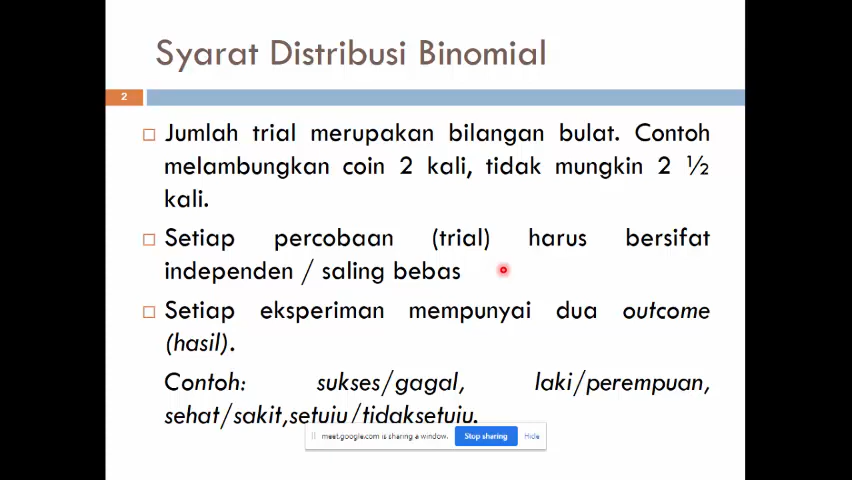 Syarat Distribusi Binomial
2
Jumlah trial merupakan bilangan bulat. Contoh
melambungkan coin 2 kali, tidak mungkin 2 ½
kali.
Setiap percobaan (trial) harus bersifat
independen / saling bebas
Setiap eksperiman mempunyai dua outcome
(hasil).
Contoh: sukses/gagal, laki/perempuan,
sehat/sakit,setuju/tidaksetuju.
meet.google.com is sharing a window. Stop sharing Hide